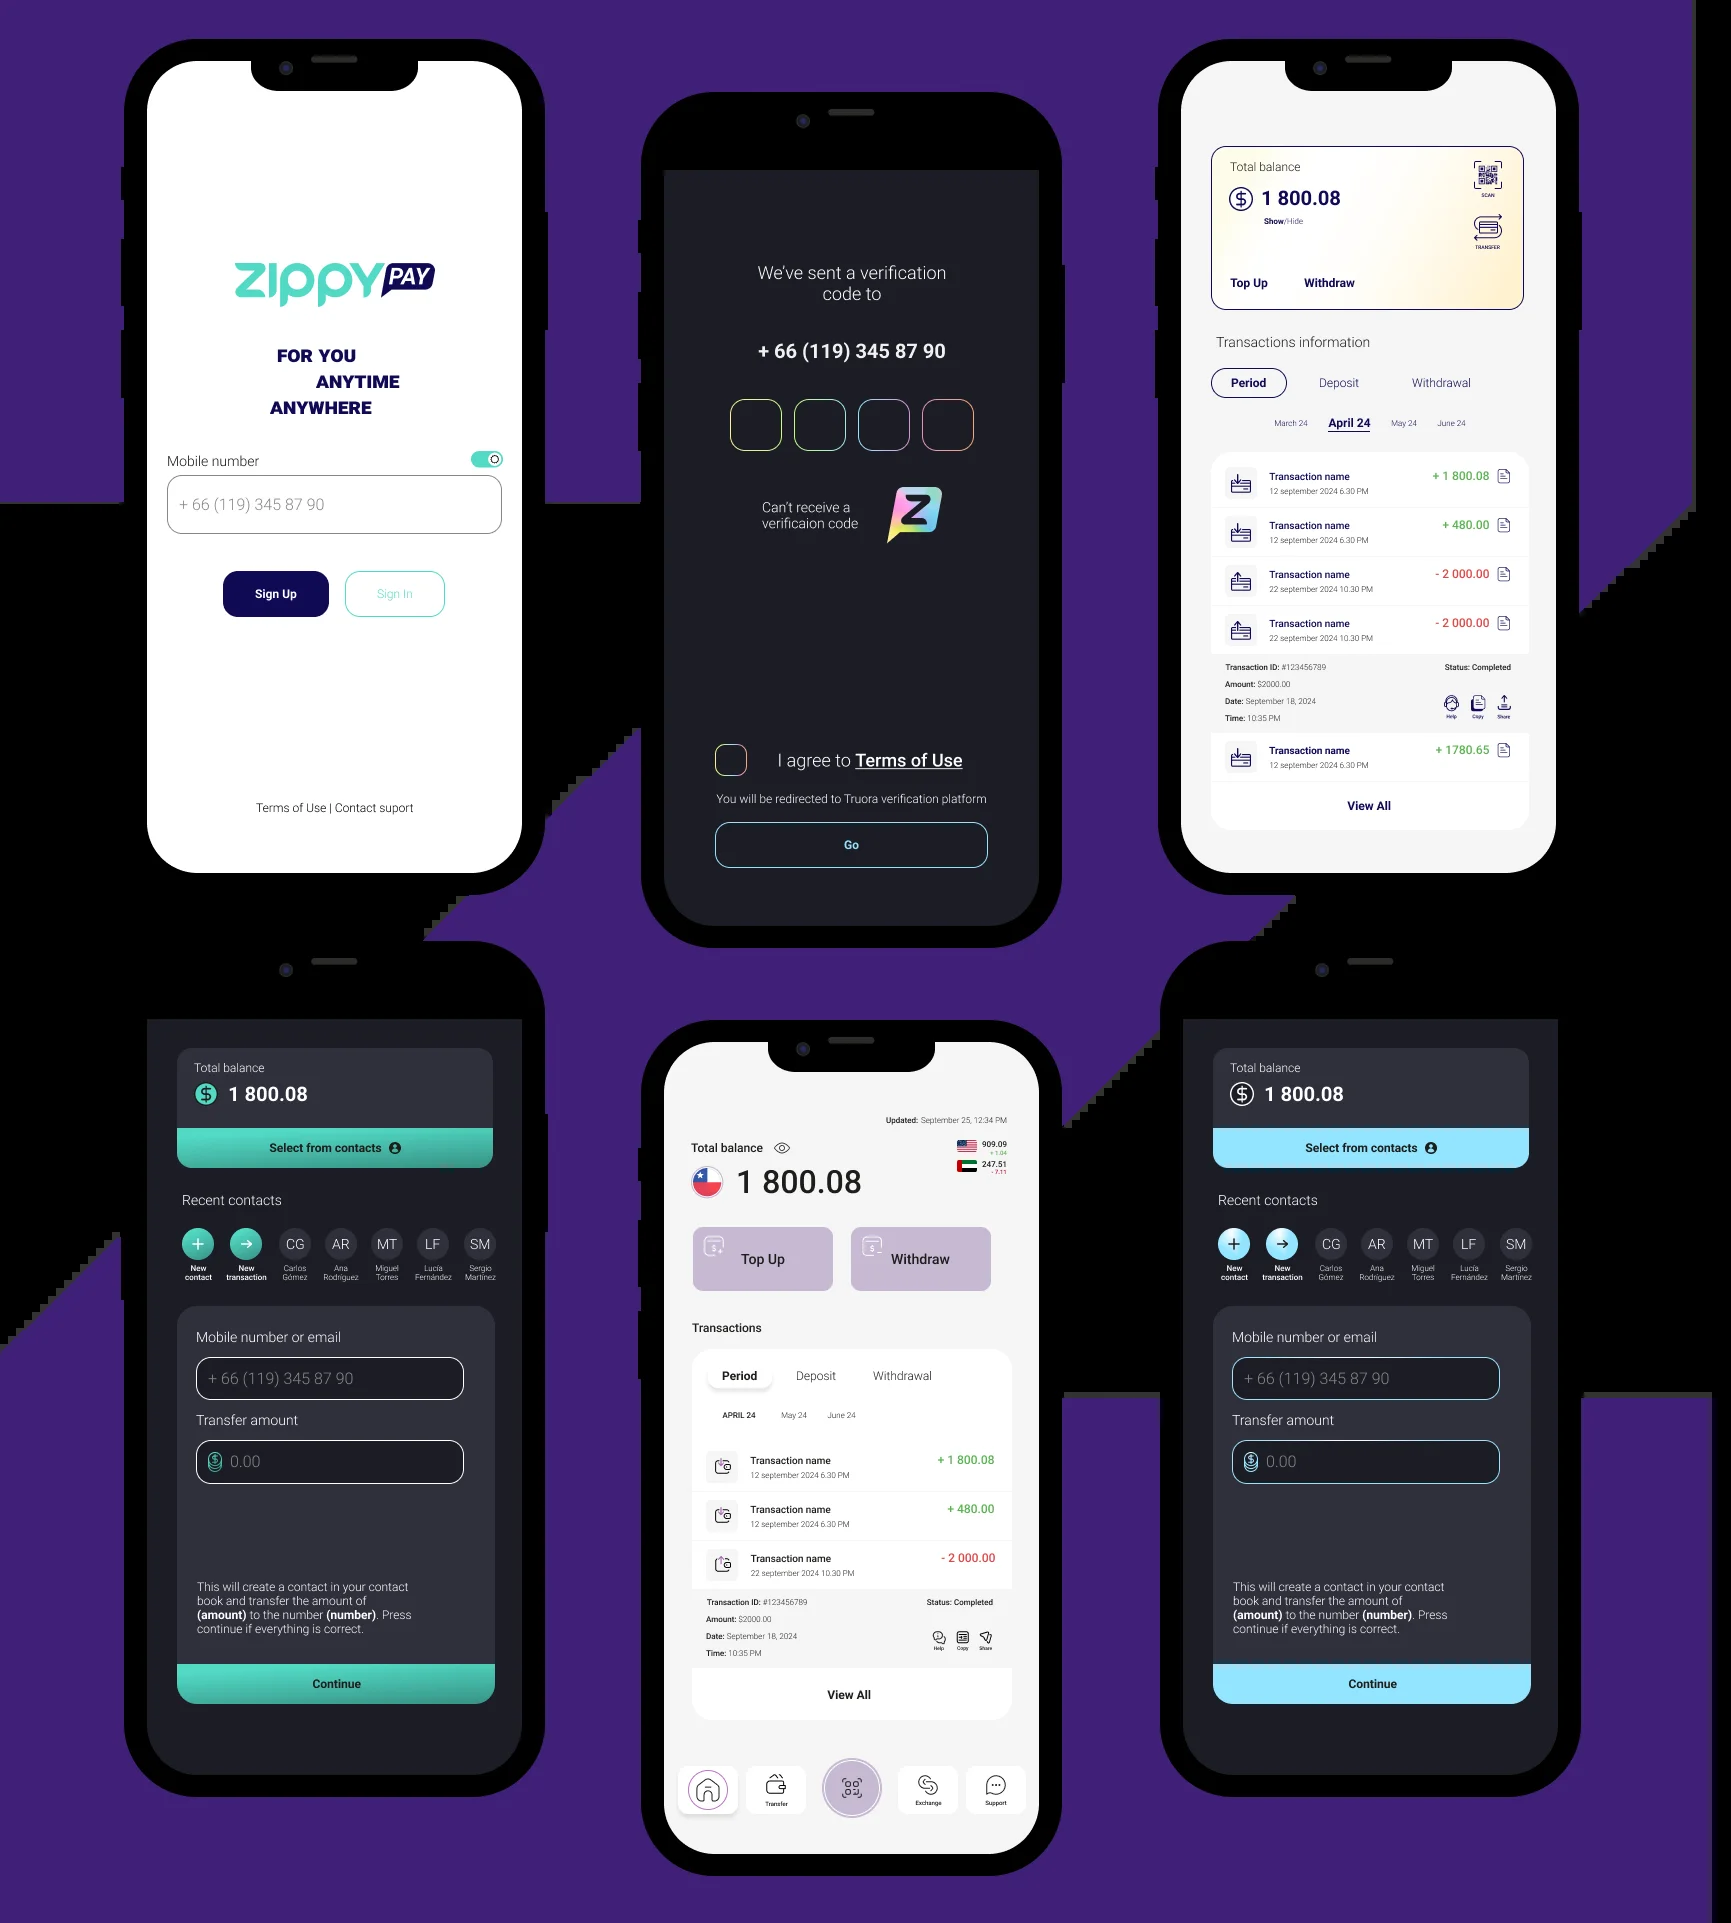 ZIPPY PAY
FOR YOU
ANYTIME
ANYWHERE
Mobile number
+ 66 (119) 345 87 90
Sign Up
Sign In
Terms of Use | Contact suport
We've sent a verification
code to
+ 66 (119) 345 87 90
Can't receive a
verificaion code
Z
I agree to Terms of Use
You will be redirected to Truora verification platform
Go
Total balance
$ 1 800.08
Show/Hide
SCAN
TRANSFER
Top Up Withdraw
Transactions information
Period Deposit Withdrawal
March 24 April 24 May 24 June 24
Transaction name + 1 800.08
12 september 2024 6.30 PM
Transaction name + 480.00
12 september 2024 6.30 PM
Transaction name - 2 000.00
22 september 2024 10.30 PM
Transaction name - 2 000.00
22 september 2024 10.30 PM
Transaction ID: #123456789 Status: Completed
Amount: $2000.00
Date: September 18, 2024
Time: 10:35 PM
Help Copy Share
Transaction name + 1780.65
12 september 2024 6.30 PM
View All
Total balance
$ 1 800.08
Select from contacts
Recent contacts
CG AR MT LF SM
New contact
New transaction
Carlos Gómez
Ana Rodríguez
Miguel Torres
Lucía Fernández
Sergio Martínez
Mobile number or email
+ 66 (119) 345 87 90
Transfer amount
$ 0.00
This will create a contact in your contact
book and transfer the amount of
(amount) to the number (number). Press
continue if everything is correct.
Continue
Updated: September 25, 12:34 PM
Total balance
1 800.08
909.09
+ 1.04
247.51
- 7.11
Top Up
Withdraw
Transactions
Period Deposit Withdrawal
APRIL 24 May 24 June 24
Transaction name + 1 800.08
12 september 2024 6.30 PM
Transaction name + 480.00
12 september 2024 6.30 PM
Transaction name - 2 000.00
22 september 2024 10.30 PM
Transaction ID: #123456789 Status: Completed
Amount: $2000.00
Date: September 18, 2024
Time: 10:35 PM
Help Copy Share
View All
Transfer
Exchange
Support
Total balance
$ 1 800.08
Select from contacts
Recent contacts
CG AR MT LF SM
New contact
New transaction
Carlos Gómez
Ana Rodríguez
Miguel Torres
Lucía Fernández
Sergio Martínez
Mobile number or email
+ 66 (119) 345 87 90
Transfer amount
$ 0.00
This will create a contact in your contact
book and transfer the amount of
(amount) to the number (number). Press
continue if everything is correct.
Continue